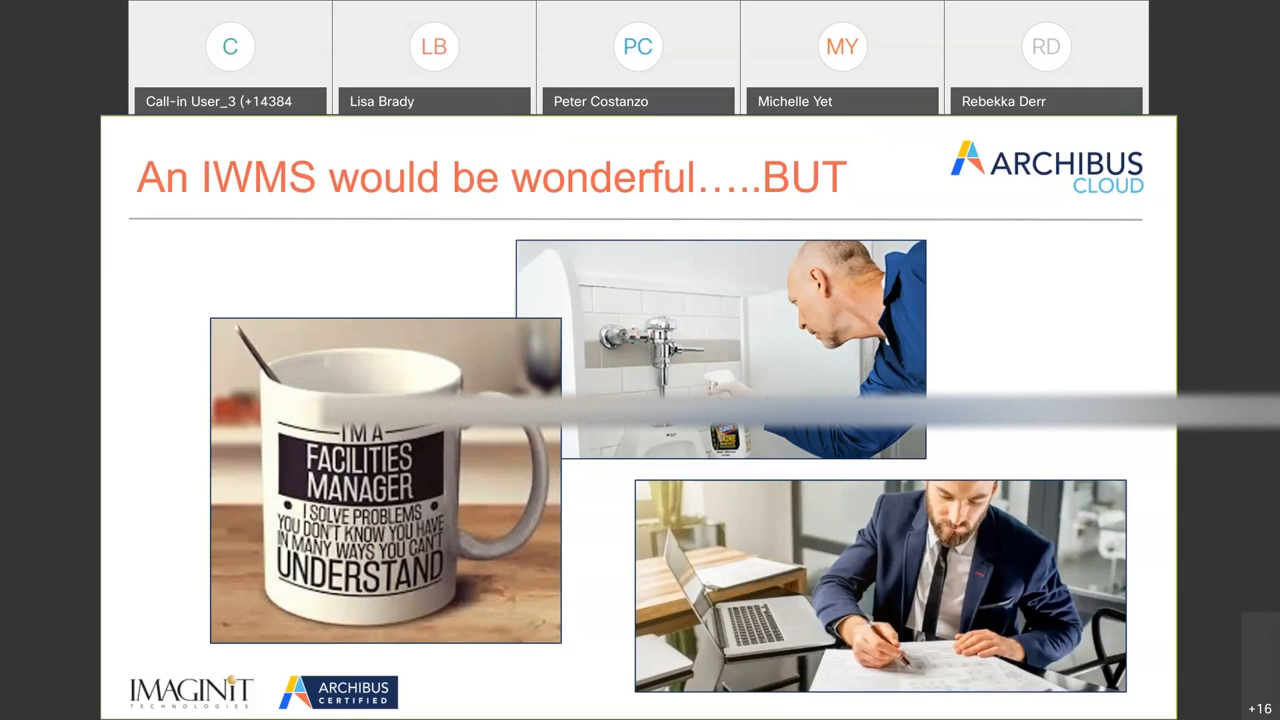 C
LB
PC
MY
RD
Call-in User_3 (+14384
Lisa Brady
Peter Costanzo
Michelle Yet
Rebekka Derr
An IWMS would be wonderful…..BUT
ARCHIBUS
CLOUD
I'M A
FACILITIES
MANAGER
I SOLVE PROBLEMS
YOU DON'T KNOW YOU HAVE
IN MANY WAYS YOU CAN'T
UNDERSTAND
IMAGINiT
TECHNOLOGIES
ARCHIBUS
CERTIFIED
+16